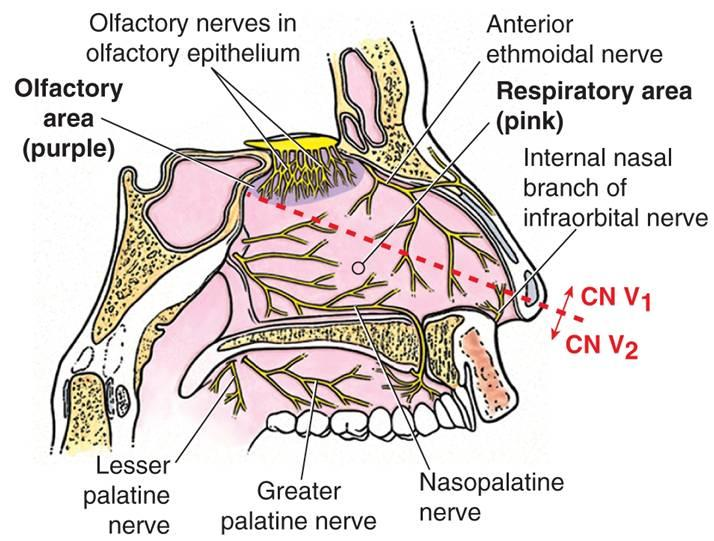 Olfactory nerves in
olfactory epithelium
Anterior
ethmoidal nerve
Olfactory
area
(purple)
Respiratory area
(pink)
Internal nasal
branch of
infraorbital nerve
CN V1
CN V2
Lesser
palatine
nerve
Greater
palatine nerve
Nasopalatine
nerve